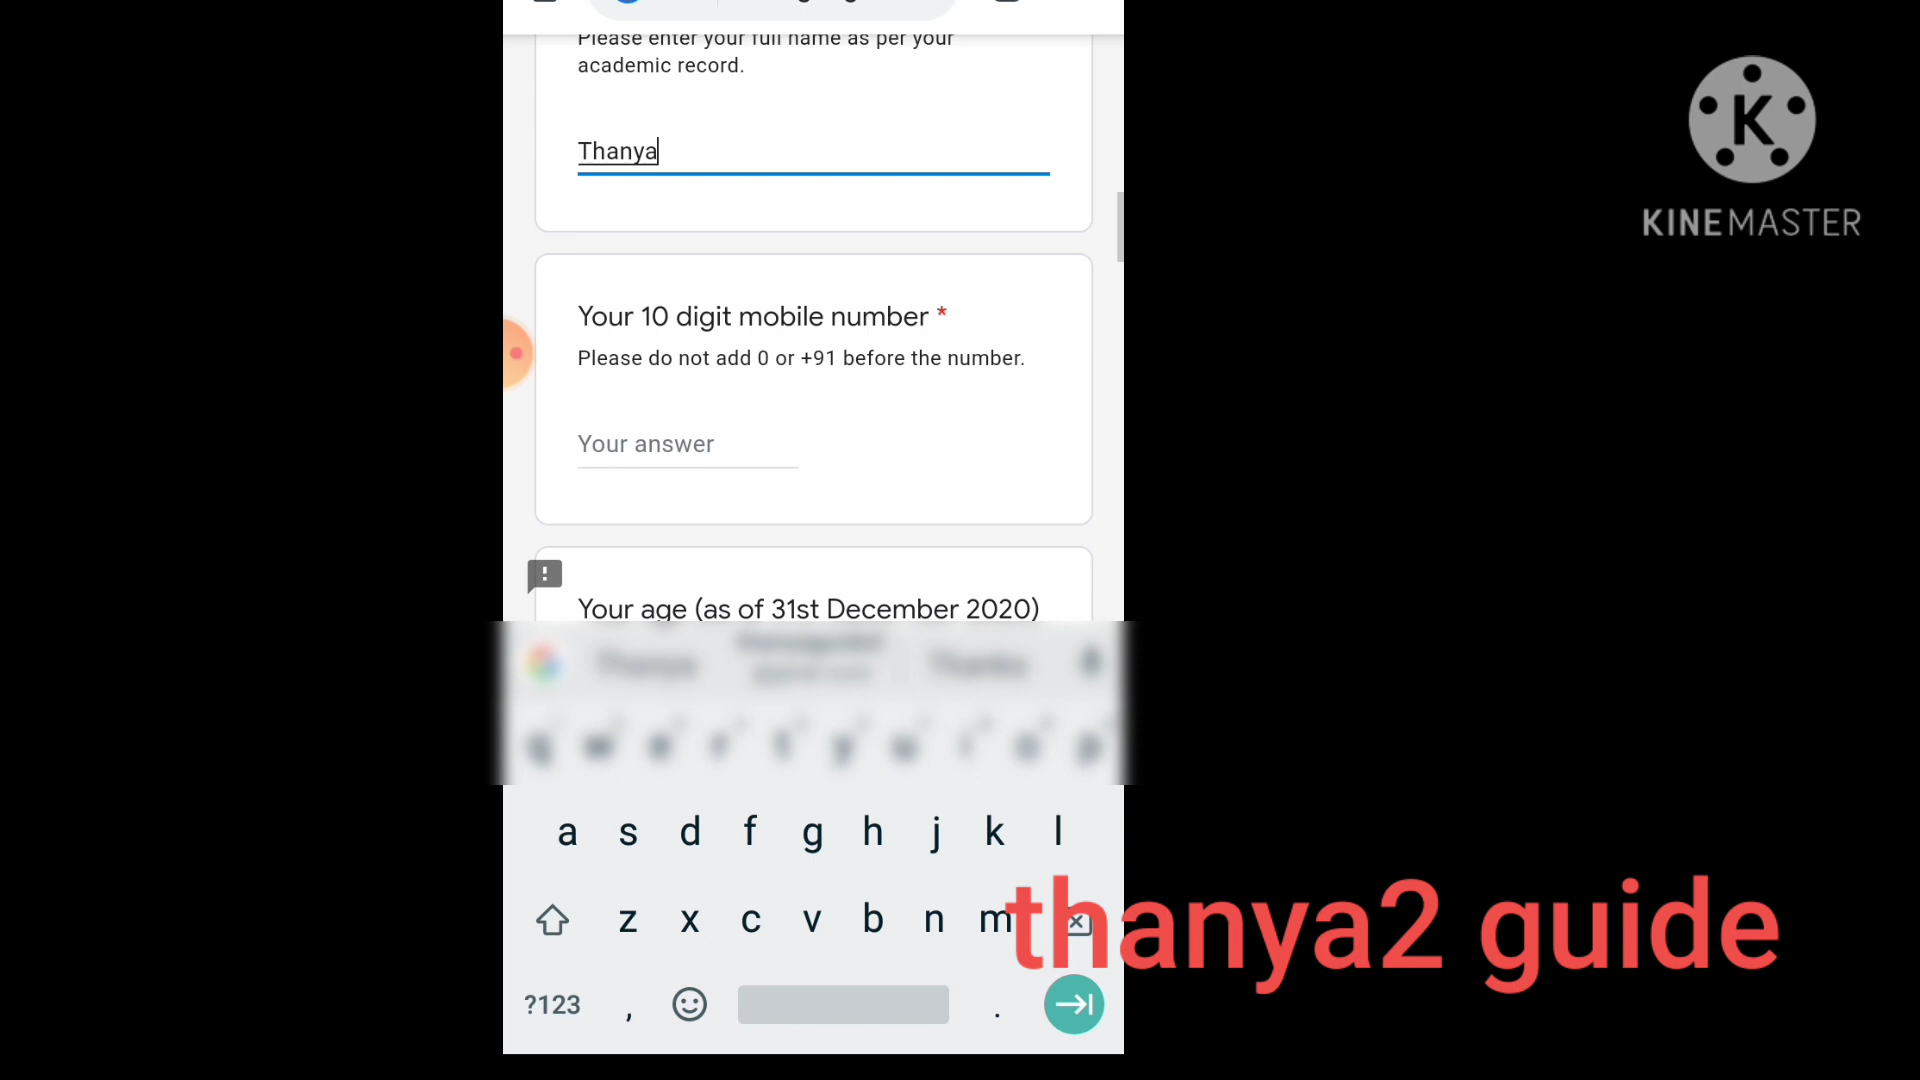 Please enter your full name as per your
academic record.
Thanya
Your 10 digit mobile number *
Please do not add 0 or +91 before the number.
Your answer
Your age (as of 31st December 2020)
Thanya
Thanks
q w e r t y u i o p
a s d f g h j k l
z x c v b n m
?123 , .
K
KINEMASTER
thanya2 guide